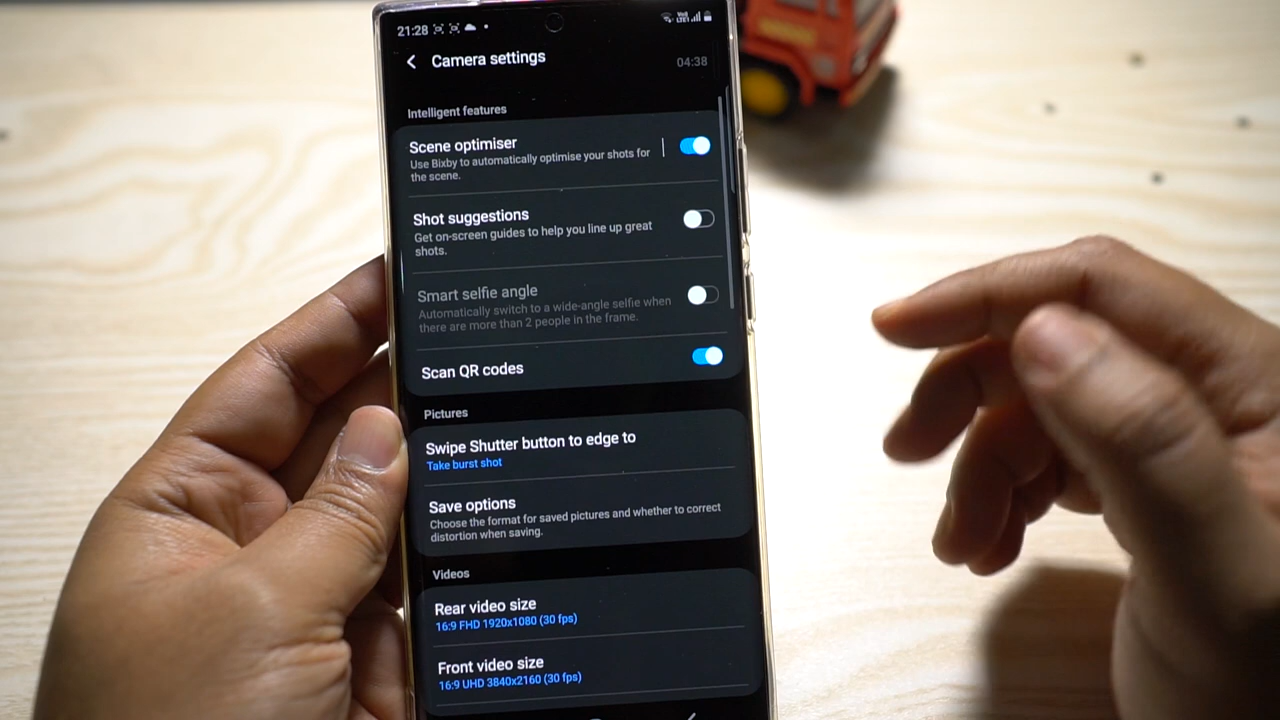 21:28
Camera settings
04:38
Intelligent features
Scene optimiser
Use Bixby to automatically optimise your shots for
the scene.
Shot suggestions
Get on-screen guides to help you line up great
shots.
Smart selfie angle
Automatically switch to a wide-angle selfie when
there are more than 2 people in the frame.
Scan QR codes
Pictures
Swipe Shutter button to edge to
Take burst shot
Save options
Choose the format for saved pictures and whether to correct
distortion when saving.
Videos
Rear video size
16:9 FHD 1920x1080 (30 fps)
Front video size
16:9 UHD 3840x2160 (30 fps)